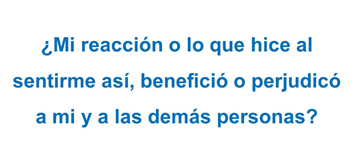 ¿Mi reacción o lo que hice al
sentirme así, benefició o perjudicó
a mi y a las demás personas?